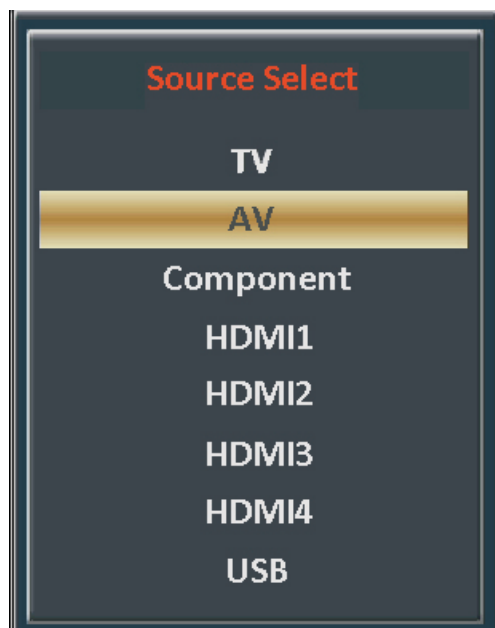 Source Select
TV
AV
Component
HDMI1
HDMI2
HDMI3
HDMI4
USB